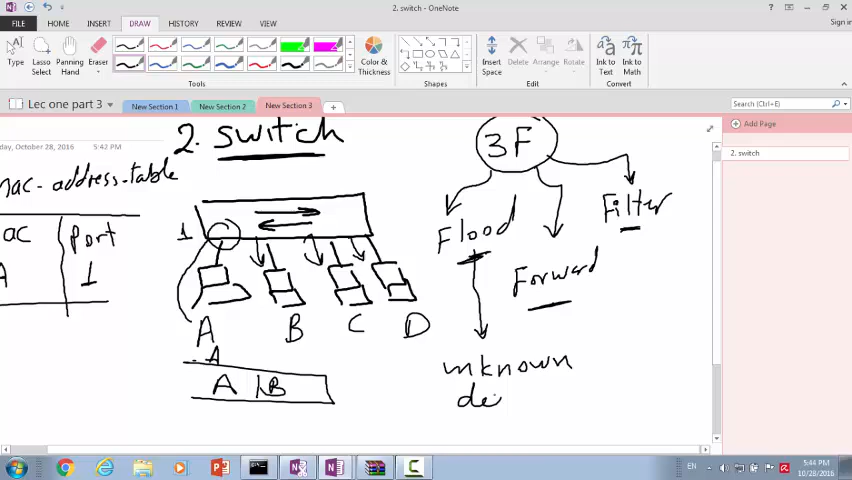 2. switch - OneNote
FILE HOME INSERT DRAW HISTORY REVIEW VIEW
Sign in
Type Lasso Select Panning Hand Eraser
Color & Thickness
Insert Space Delete Arrange Rotate
Ink to Text Ink to Math
Tools Shapes Edit Convert
Lec one part 3 New Section 1 New Section 2 New Section 3
Search (Ctrl+E)
Add Page
2. switch
day, October 28, 2016 5:42 PM
2. switch
3F
mac-address-table
ac Port
A 1
1
Flood Forward Filter
A B C D
A
A B
unknown
de
EN 5:44 PM
10/28/2016